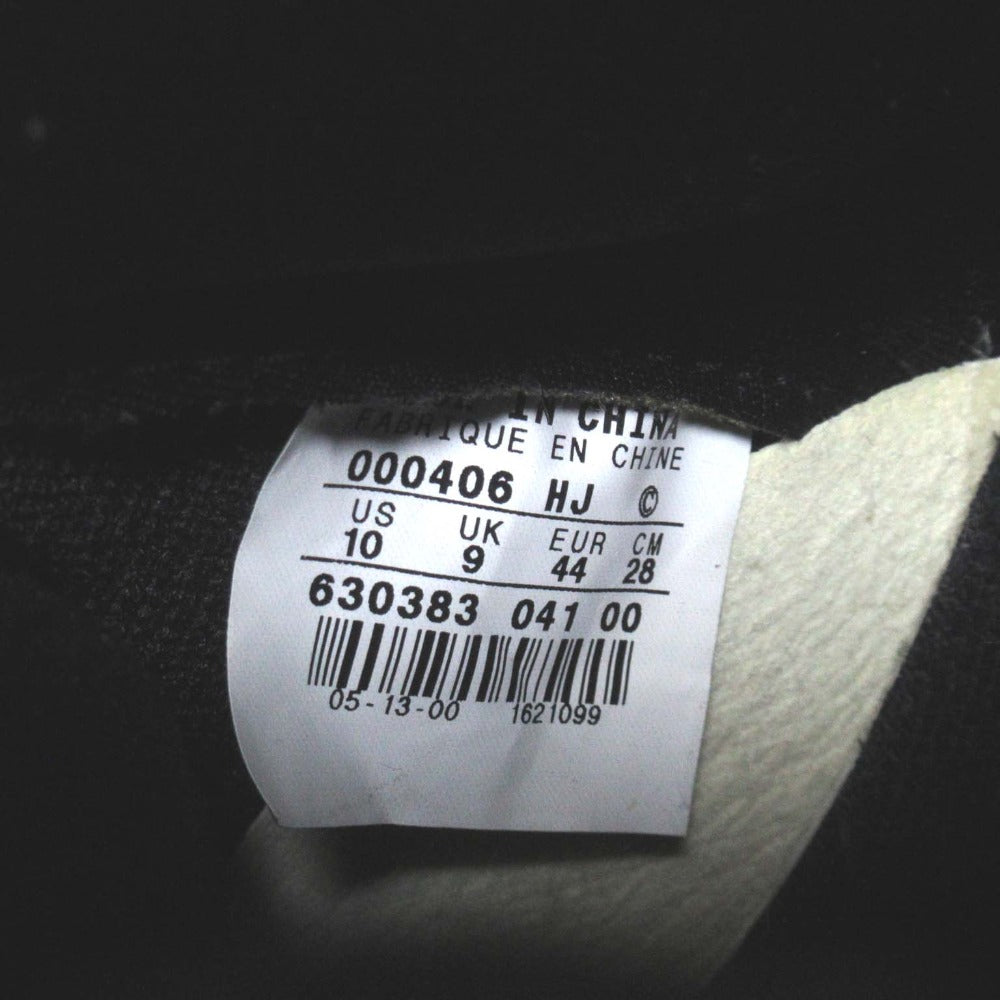 IN CHINA
FABRIQUE EN CHINE
000406 HJ ©
US UK EUR CM
10 9 44 28
630383 041 00
05-13-00 1621099